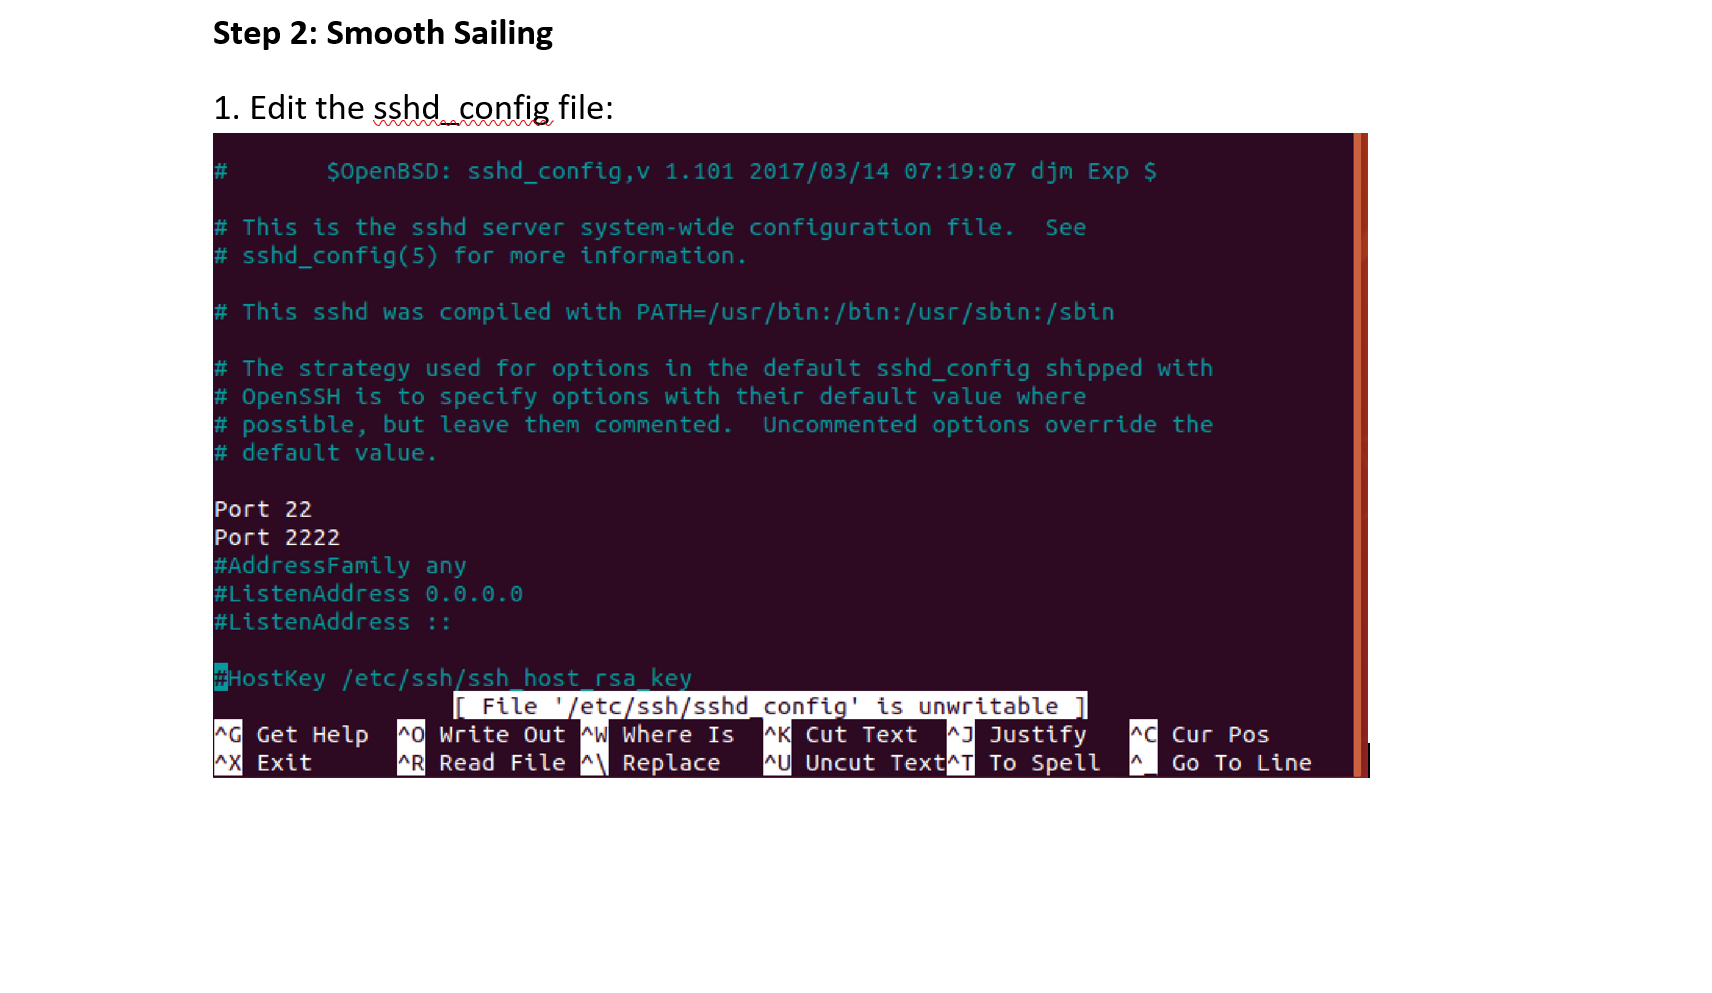 Step 2: Smooth Sailing
1. Edit the sshd_config file:
#       $OpenBSD: sshd_config,v 1.101 2017/03/14 07:19:07 djm Exp $
# This is the sshd server system-wide configuration file.  See
# sshd_config(5) for more information.
# This sshd was compiled with PATH=/usr/bin:/bin:/usr/sbin:/sbin
# The strategy used for options in the default sshd_config shipped with
# OpenSSH is to specify options with their default value where
# possible, but leave them commented.  Uncommented options override the
# default value.
Port 22
Port 2222
#AddressFamily any
#ListenAddress 0.0.0.0
#ListenAddress ::
#HostKey /etc/ssh/ssh_host_rsa_key
[ File '/etc/ssh/sshd_config' is unwritable ]
^G Get Help  ^O Write Out ^W Where Is  ^K Cut Text  ^J Justify   ^C Cur Pos
^X Exit      ^R Read File ^\ Replace   ^U Uncut Text^T To Spell  ^_ Go To Line